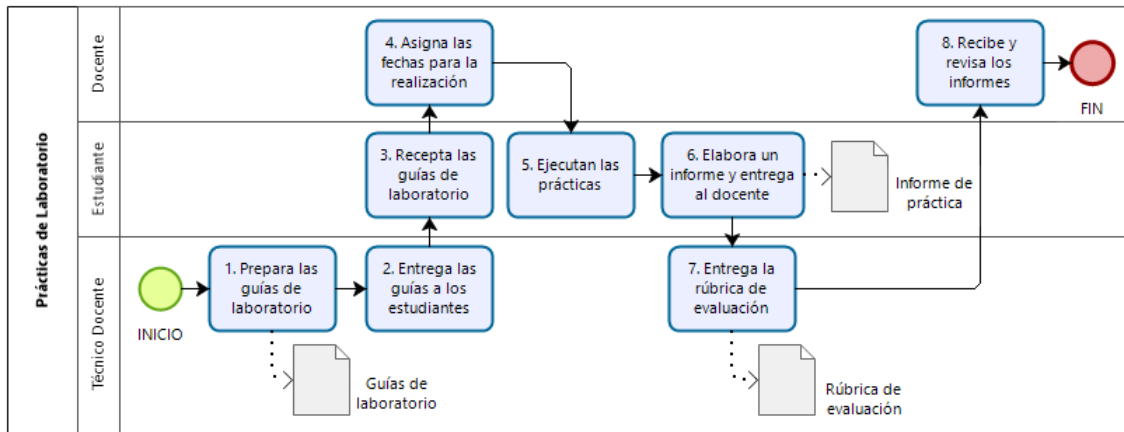 Prácticas de Laboratorio
Docente
4. Asigna las
fechas para la
realización
8. Recibe y
revisa los
informes
FIN
Estudiante
3. Recepta las
guías de
laboratorio
5. Ejecutan las
prácticas
6. Elabora un
informe y entrega
al docente
Informe de
práctica
Técnico Docente
INICIO
1. Prepara las
guías de
laboratorio
2. Entrega las
guías a los
estudiantes
7. Entrega la
rúbrica de
evaluación
Guías de
laboratorio
Rúbrica de
evaluación